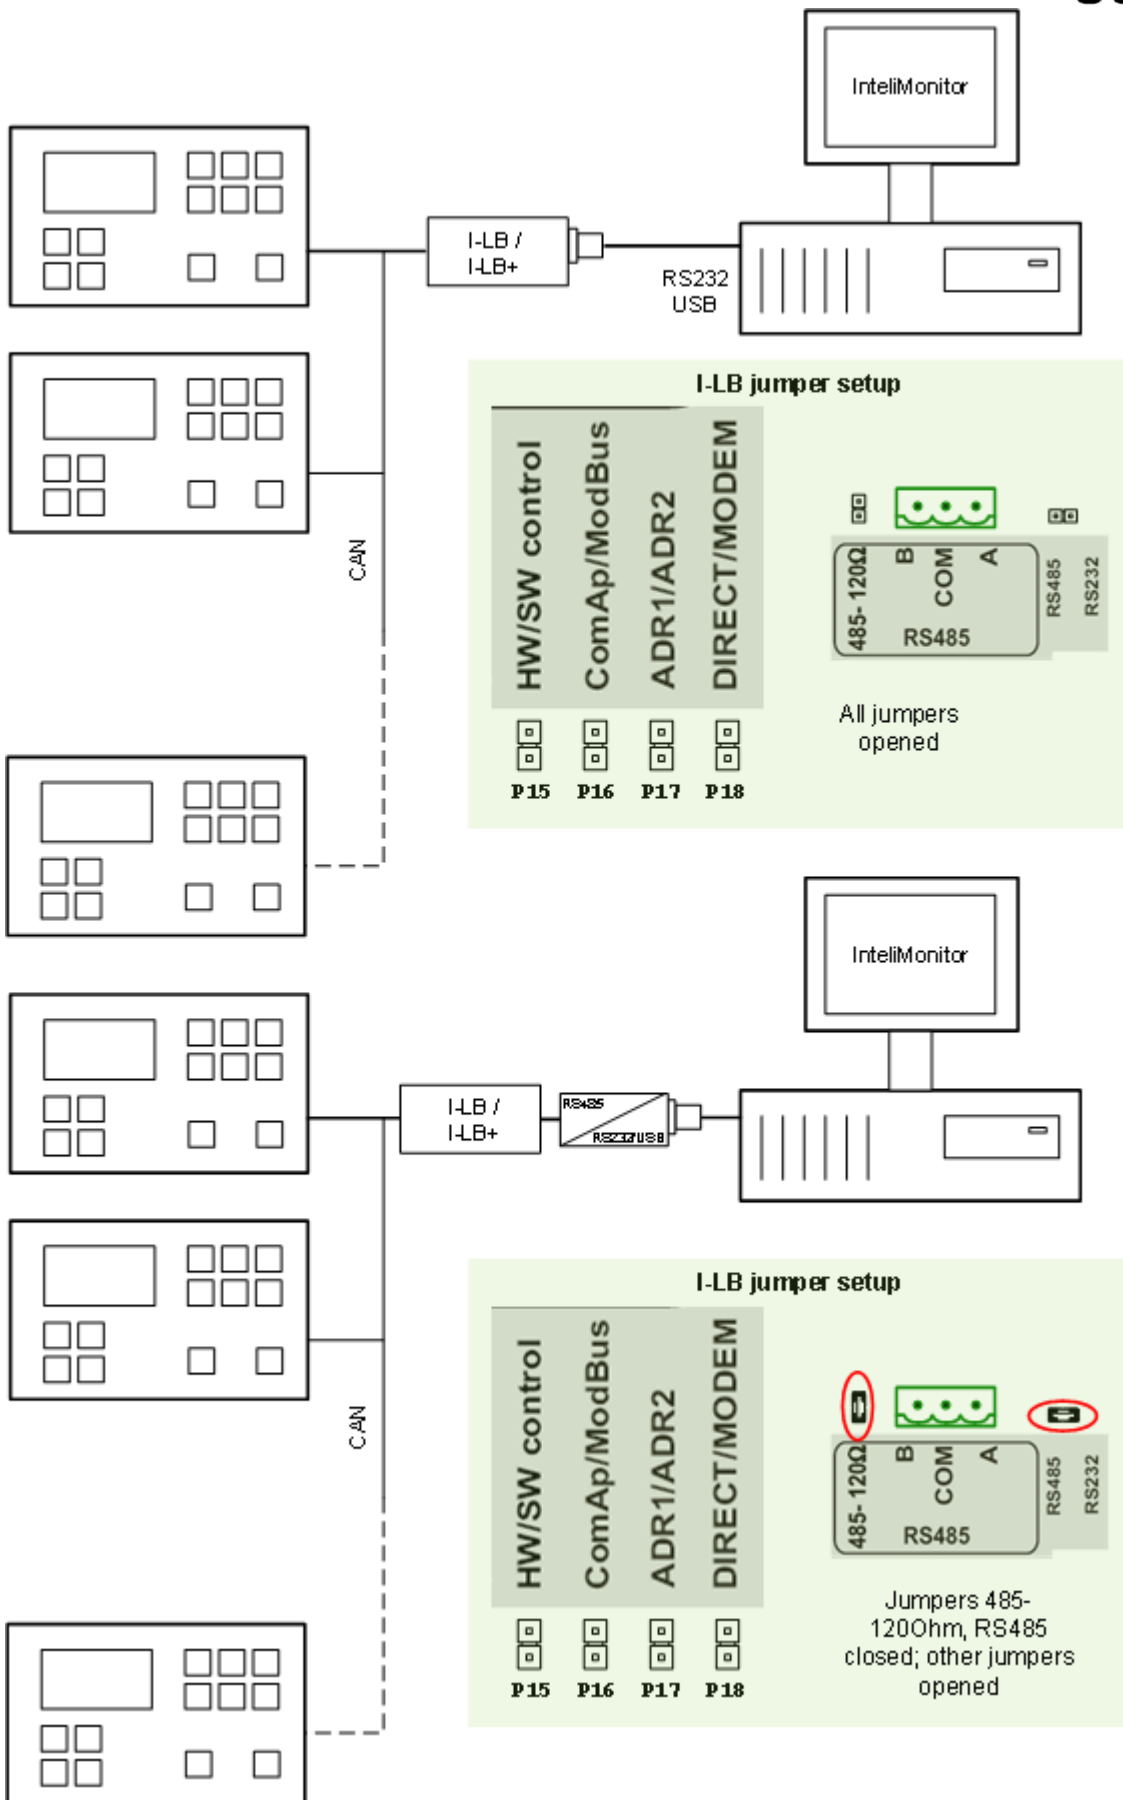 InteliMonitor
I-LB /
I-LB+
RS232
USB
CAN
I-LB jumper setup
HW/SW control
ComAp/ModBus
ADR1/ADR2
DIRECT/MODEM
P15 P16 P17 P18
485-120Ω
B
COM
A
RS485
RS485
RS232
All jumpers
opened
InteliMonitor
I-LB /
I-LB+
RS485
RS232/USB
CAN
I-LB jumper setup
HW/SW control
ComAp/ModBus
ADR1/ADR2
DIRECT/MODEM
P15 P16 P17 P18
485-120Ω
B
COM
A
RS485
RS485
RS232
Jumpers 485-
120Ohm, RS485
closed; other jumpers
opened